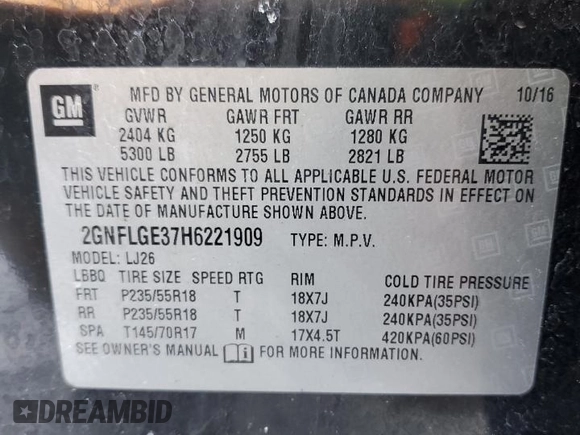 GM
MFD BY GENERAL MOTORS OF CANADA COMPANY 10/16
GVWR GAWR FRT GAWR RR
2404 KG 1250 KG 1280 KG
5300 LB 2755 LB 2821 LB
THIS VEHICLE CONFORMS TO ALL APPLICABLE U.S. FEDERAL MOTOR
VEHICLE SAFETY AND THEFT PREVENTION STANDARDS IN EFFECT ON
THE DATE OF MANUFACTURE SHOWN ABOVE.
2GNFLGE37H6221909 TYPE: M.P.V.
MODEL: LJ26
LBBQ TIRE SIZE SPEED RTG RIM COLD TIRE PRESSURE
FRT P235/55R18 T 18X7J 240KPA(35PSI)
RR P235/55R18 T 18X7J 240KPA(35PSI)
SPA T145/70R17 M 17X4.5T 420KPA(60PSI)
SEE OWNER'S MANUAL i FOR MORE INFORMATION.
DREAMBID